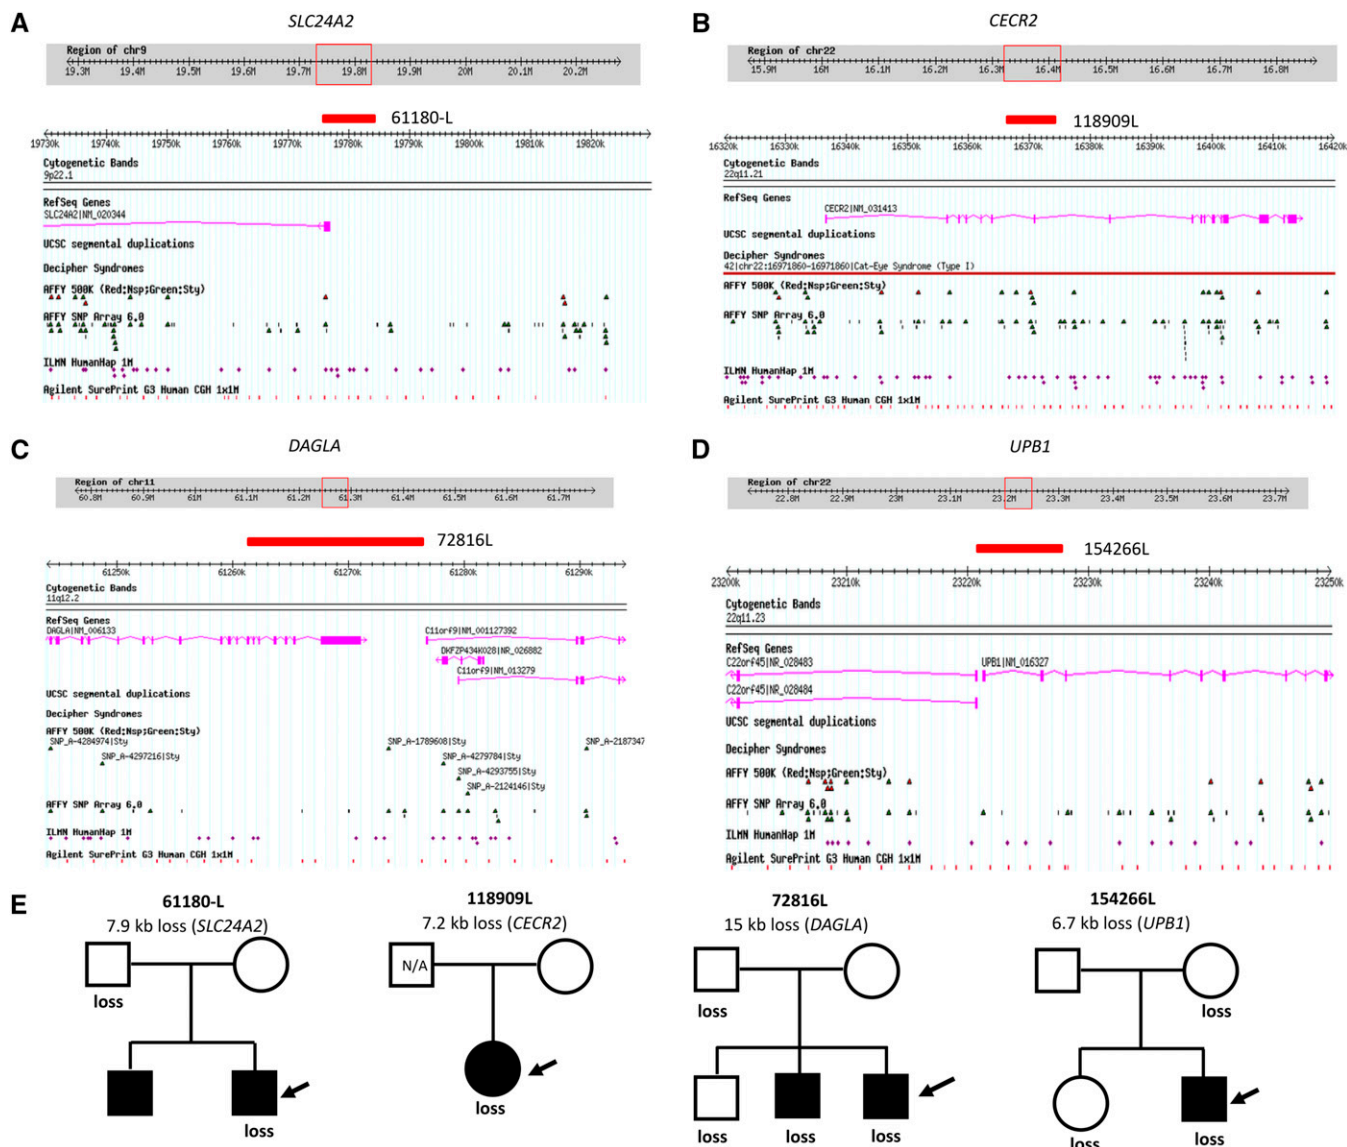 A
SLC24A2
Region of chr9
19.3M 19.4M 19.5M 19.6M 19.7M 19.8M 19.9M 20M 20.1M 20.2M
61180-L
19730k 19740k 19750k 19760k 19770k 19780k 19790k 19800k 19810k 19820k
Cytogenetic Bands
9p22.1
RefSeq Genes
SLC24A2|NM_020344
UCSC segmental duplications
Decipher Syndromes
AFFY 500K (Red:Nsp;Green:Sty)
AFFY SNP Array 6.0
ILMN HumanHap 1M
Agilent SurePrint G3 Human CGH 1x1M
B
CECR2
Region of chr22
15.9M 16M 16.1M 16.2M 16.3M 16.4M 16.5M 16.6M 16.7M 16.8M
118909L
16320k 16330k 16340k 16350k 16360k 16370k 16380k 16390k 16400k 16410k 16420k
Cytogenetic Bands
22q11.21
RefSeq Genes
CECR2|NM_031413
UCSC segmental duplications
Decipher Syndromes
42|chr22:16971860-16971860|Cat-Eye Syndrome (Type I)
AFFY 500K (Red:Nsp;Green:Sty)
AFFY SNP Array 6.0
ILMN HumanHap 1M
Agilent SurePrint G3 Human CGH 1x1M
C
DAGLA
Region of chr11
60.8M 60.9M 61M 61.1M 61.2M 61.3M 61.4M 61.5M 61.6M 61.7M
72816L
61250k 61260k 61270k 61280k 61290k
Cytogenetic Bands
11q12.2
RefSeq Genes
DAGLA|NM_006133 C11orf9|NM_001127392
DKFZP434K028|NR_026882
C11orf9|NM_013279
UCSC segmental duplications
Decipher Syndromes
AFFY 500K (Red:Nsp;Green:Sty)
SNP_A-4284974|Sty SNP_A-1789608|Sty SNP_A-2187347
SNP_A-4297216|Sty SNP_A-4279784|Sty
SNP_A-4293755|Sty
SNP_A-2124146|Sty
AFFY SNP Array 6.0
ILMN HumanHap 1M
Agilent SurePrint G3 Human CGH 1x1M
D
UPB1
Region of chr22
22.8M 22.9M 23M 23.1M 23.2M 23.3M 23.4M 23.5M 23.6M 23.7M
154266L
23200k 23210k 23220k 23230k 23240k 23250k
Cytogenetic Bands
22q11.23
RefSeq Genes
C22orf45|NR_028483 UPB1|NM_016327
C22orf45|NR_028484
UCSC segmental duplications
Decipher Syndromes
AFFY 500K (Red:Nsp;Green:Sty)
AFFY SNP Array 6.0
ILMN HumanHap 1M
Agilent SurePrint G3 Human CGH 1x1M
E
61180-L
7.9 kb loss (SLC24A2)
loss
loss
118909L
7.2 kb loss (CECR2)
N/A
loss
72816L
15 kb loss (DAGLA)
loss
loss loss loss
154266L
6.7 kb loss (UPB1)
loss
loss loss